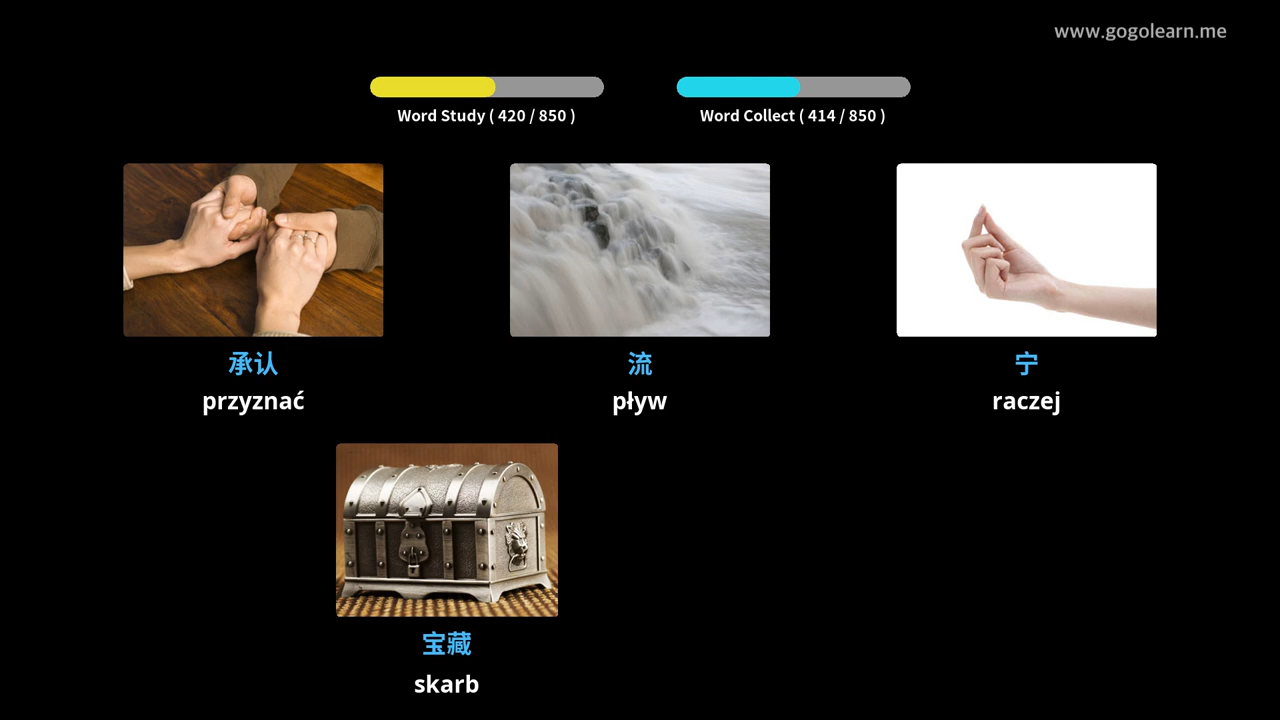 www.gogolearn.me
Word Study ( 420 / 850 )
Word Collect ( 414 / 850 )
承认
przyznać
流
pływ
宁
raczej
宝藏
skarb